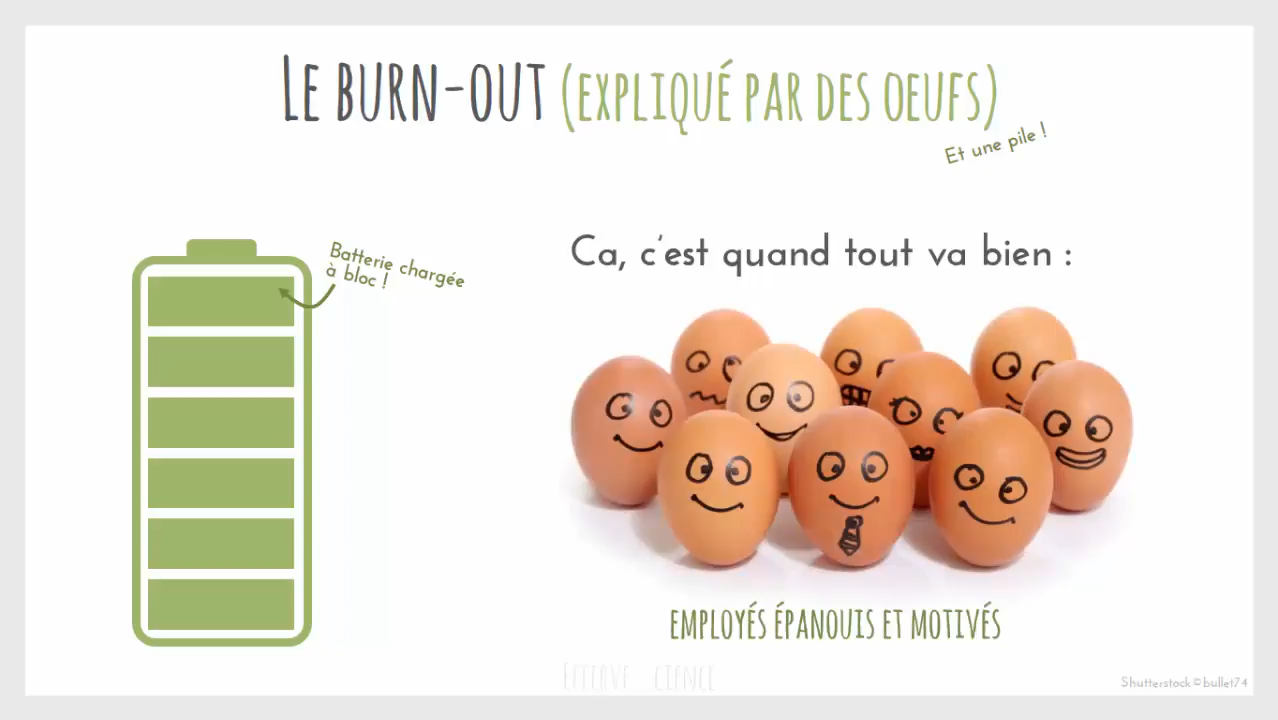 Le burn-out (expliqué par des oeufs)
Et une pile !
Batterie chargée
à bloc !
Ca, c'est quand tout va bien :
employés épanouis et motivés
Shutterstock © bullet74